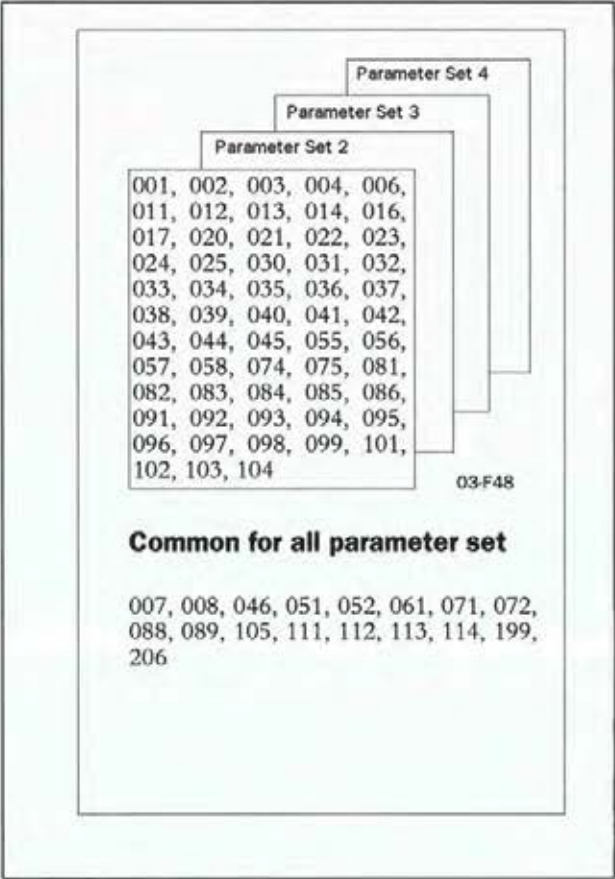 Parameter Set 4
Parameter Set 3
Parameter Set 2
001, 002, 003, 004, 006,
011, 012, 013, 014, 016,
017, 020, 021, 022, 023,
024, 025, 030, 031, 032,
033, 034, 035, 036, 037,
038, 039, 040, 041, 042,
043, 044, 045, 055, 056,
057, 058, 074, 075, 081,
082, 083, 084, 085, 086,
091, 092, 093, 094, 095,
096, 097, 098, 099, 101,
102, 103, 104
03-F48
Common for all parameter set
007, 008, 046, 051, 052, 061, 071, 072,
088, 089, 105, 111, 112, 113, 114, 199,
206